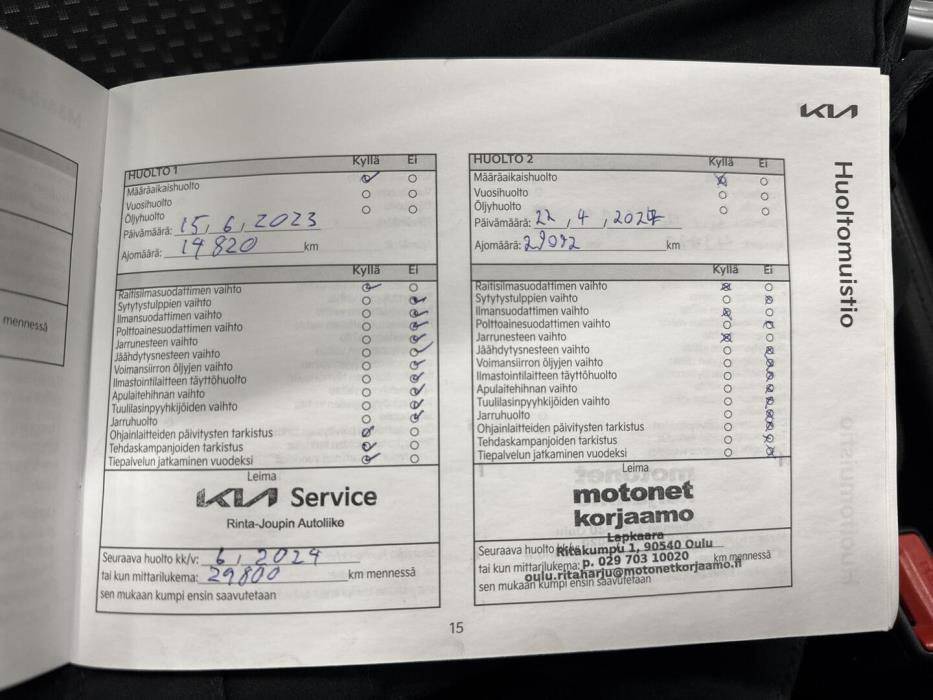 KIA
Huoltomuistio
mennessä
HUOLTO 1 Kyllä Ei
Määräaikaishuolto
Vuosihuolto
Öljyhuolto
Päivämäärä: 15, 6, 2023
Ajomäärä: 19820 km
Kyllä Ei
Raitisilmasuodattimen vaihto
Sytytystulppien vaihto
Ilmansuodattimen vaihto
Polttoainesuodattimen vaihto
Jarrunesteen vaihto
Jäähdytysnesteen vaihto
Voimansiirron öljyjen vaihto
Ilmastointilaitteen täyttöhuolto
Apulaitehihnan vaihto
Tuulilasinpyyhkijöiden vaihto
Jarruhuolto
Ohjainlaitteiden päivitysten tarkistus
Tehdaskampanjoiden tarkistus
Tiepalvelun jatkaminen vuodeksi
Leima
KIA Service
Rinta-Joupin Autoliike
Seuraava huolto kk/v: 6, 2024
tai kun mittarilukema: 29800 km mennessä
sen mukaan kumpi ensin saavutetaan
HUOLTO 2 Kyllä Ei
Määräaikaishuolto
Vuosihuolto
Öljyhuolto
Päivämäärä: 22, 4, 2024
Ajomäärä: 29092 km
Kyllä Ei
Raitisilmasuodattimen vaihto
Sytytystulppien vaihto
Ilmansuodattimen vaihto
Polttoainesuodattimen vaihto
Jarrunesteen vaihto
Jäähdytysnesteen vaihto
Voimansiirron öljyjen vaihto
Ilmastointilaitteen täyttöhuolto
Apulaitehihnan vaihto
Tuulilasinpyyhkijöiden vaihto
Jarruhuolto
Ohjainlaitteiden päivitysten tarkistus
Tehdaskampanjoiden tarkistus
Tiepalvelun jatkaminen vuodeksi
Leima
motonet
korjaamo
Lapkaara
Seuraava huolto kk/v:
Ritakumpu 1, 90540 Oulu
tai kun mittarilukema: km mennessä
p. 029 703 10020
oulu.ritaharju@motonetkorjaamo.fi
sen mukaan kumpi ensin saavutetaan
15